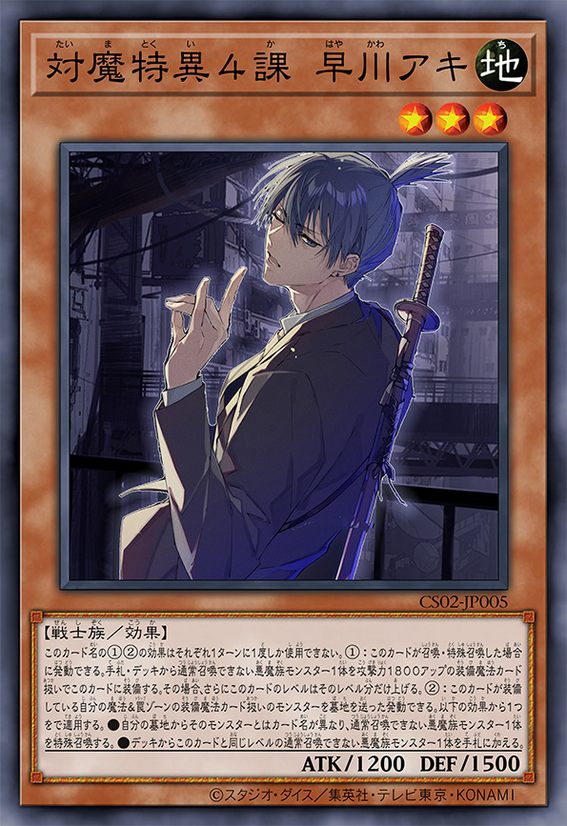 対魔特異４課 早川アキ
地
CS02-JP005
【戦士族／効果】
このカード名の①②の効果はそれぞれ1ターンに1度しか使用できない。①：このカードが召喚・特殊召喚した場合
に発動できる。手札・デッキから通常召喚できない悪魔族モンスター1体を攻撃力1800アップの装備魔法カード
扱いでこのカードに装備する。その場合、さらにこのカードのレベルはそのレベル分だけ上がる。②：このカードが装備
している自分の魔法＆罠ゾーンの装備魔法カード扱いのモンスターを墓地へ送って発動できる。以下の効果から1つ
を適用する。●自分の墓地からそのモンスターとはカード名が異なり、通常召喚できない悪魔族モンスター1体
を特殊召喚する。●デッキからこのカードと同じレベルの通常召喚できない悪魔族モンスター1体を手札に加える。
ATK/1200 DEF/1500
©スタジオ・ダイス／集英社・テレビ東京・KONAMI